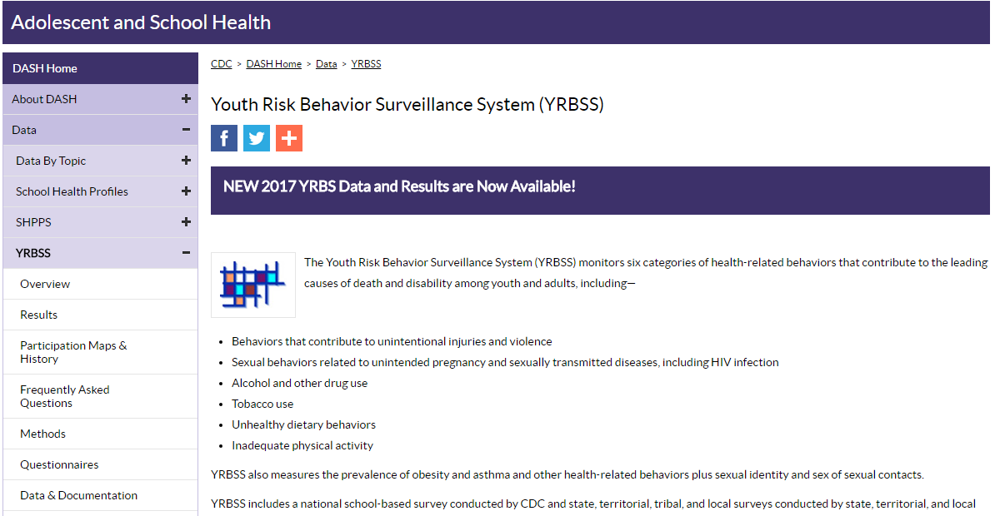 Adolescent and School Health
DASH Home
About DASH
Data
Data By Topic
School Health Profiles
SHPPS
YRBSS
Overview
Results
Participation Maps &
History
Frequently Asked
Questions
Methods
Questionnaires
Data & Documentation
CDC > DASH Home > Data > YRBSS
Youth Risk Behavior Surveillance System (YRBSS)
NEW 2017 YRBS Data and Results are Now Available!
The Youth Risk Behavior Surveillance System (YRBSS) monitors six categories of health-related behaviors that contribute to the leading
causes of death and disability among youth and adults, including—
• Behaviors that contribute to unintentional injuries and violence
• Sexual behaviors related to unintended pregnancy and sexually transmitted diseases, including HIV infection
• Alcohol and other drug use
• Tobacco use
• Unhealthy dietary behaviors
• Inadequate physical activity
YRBSS also measures the prevalence of obesity and asthma and other health-related behaviors plus sexual identity and sex of sexual contacts.
YRBSS includes a national school-based survey conducted by CDC and state, territorial, tribal, and local surveys conducted by state, territorial, and local